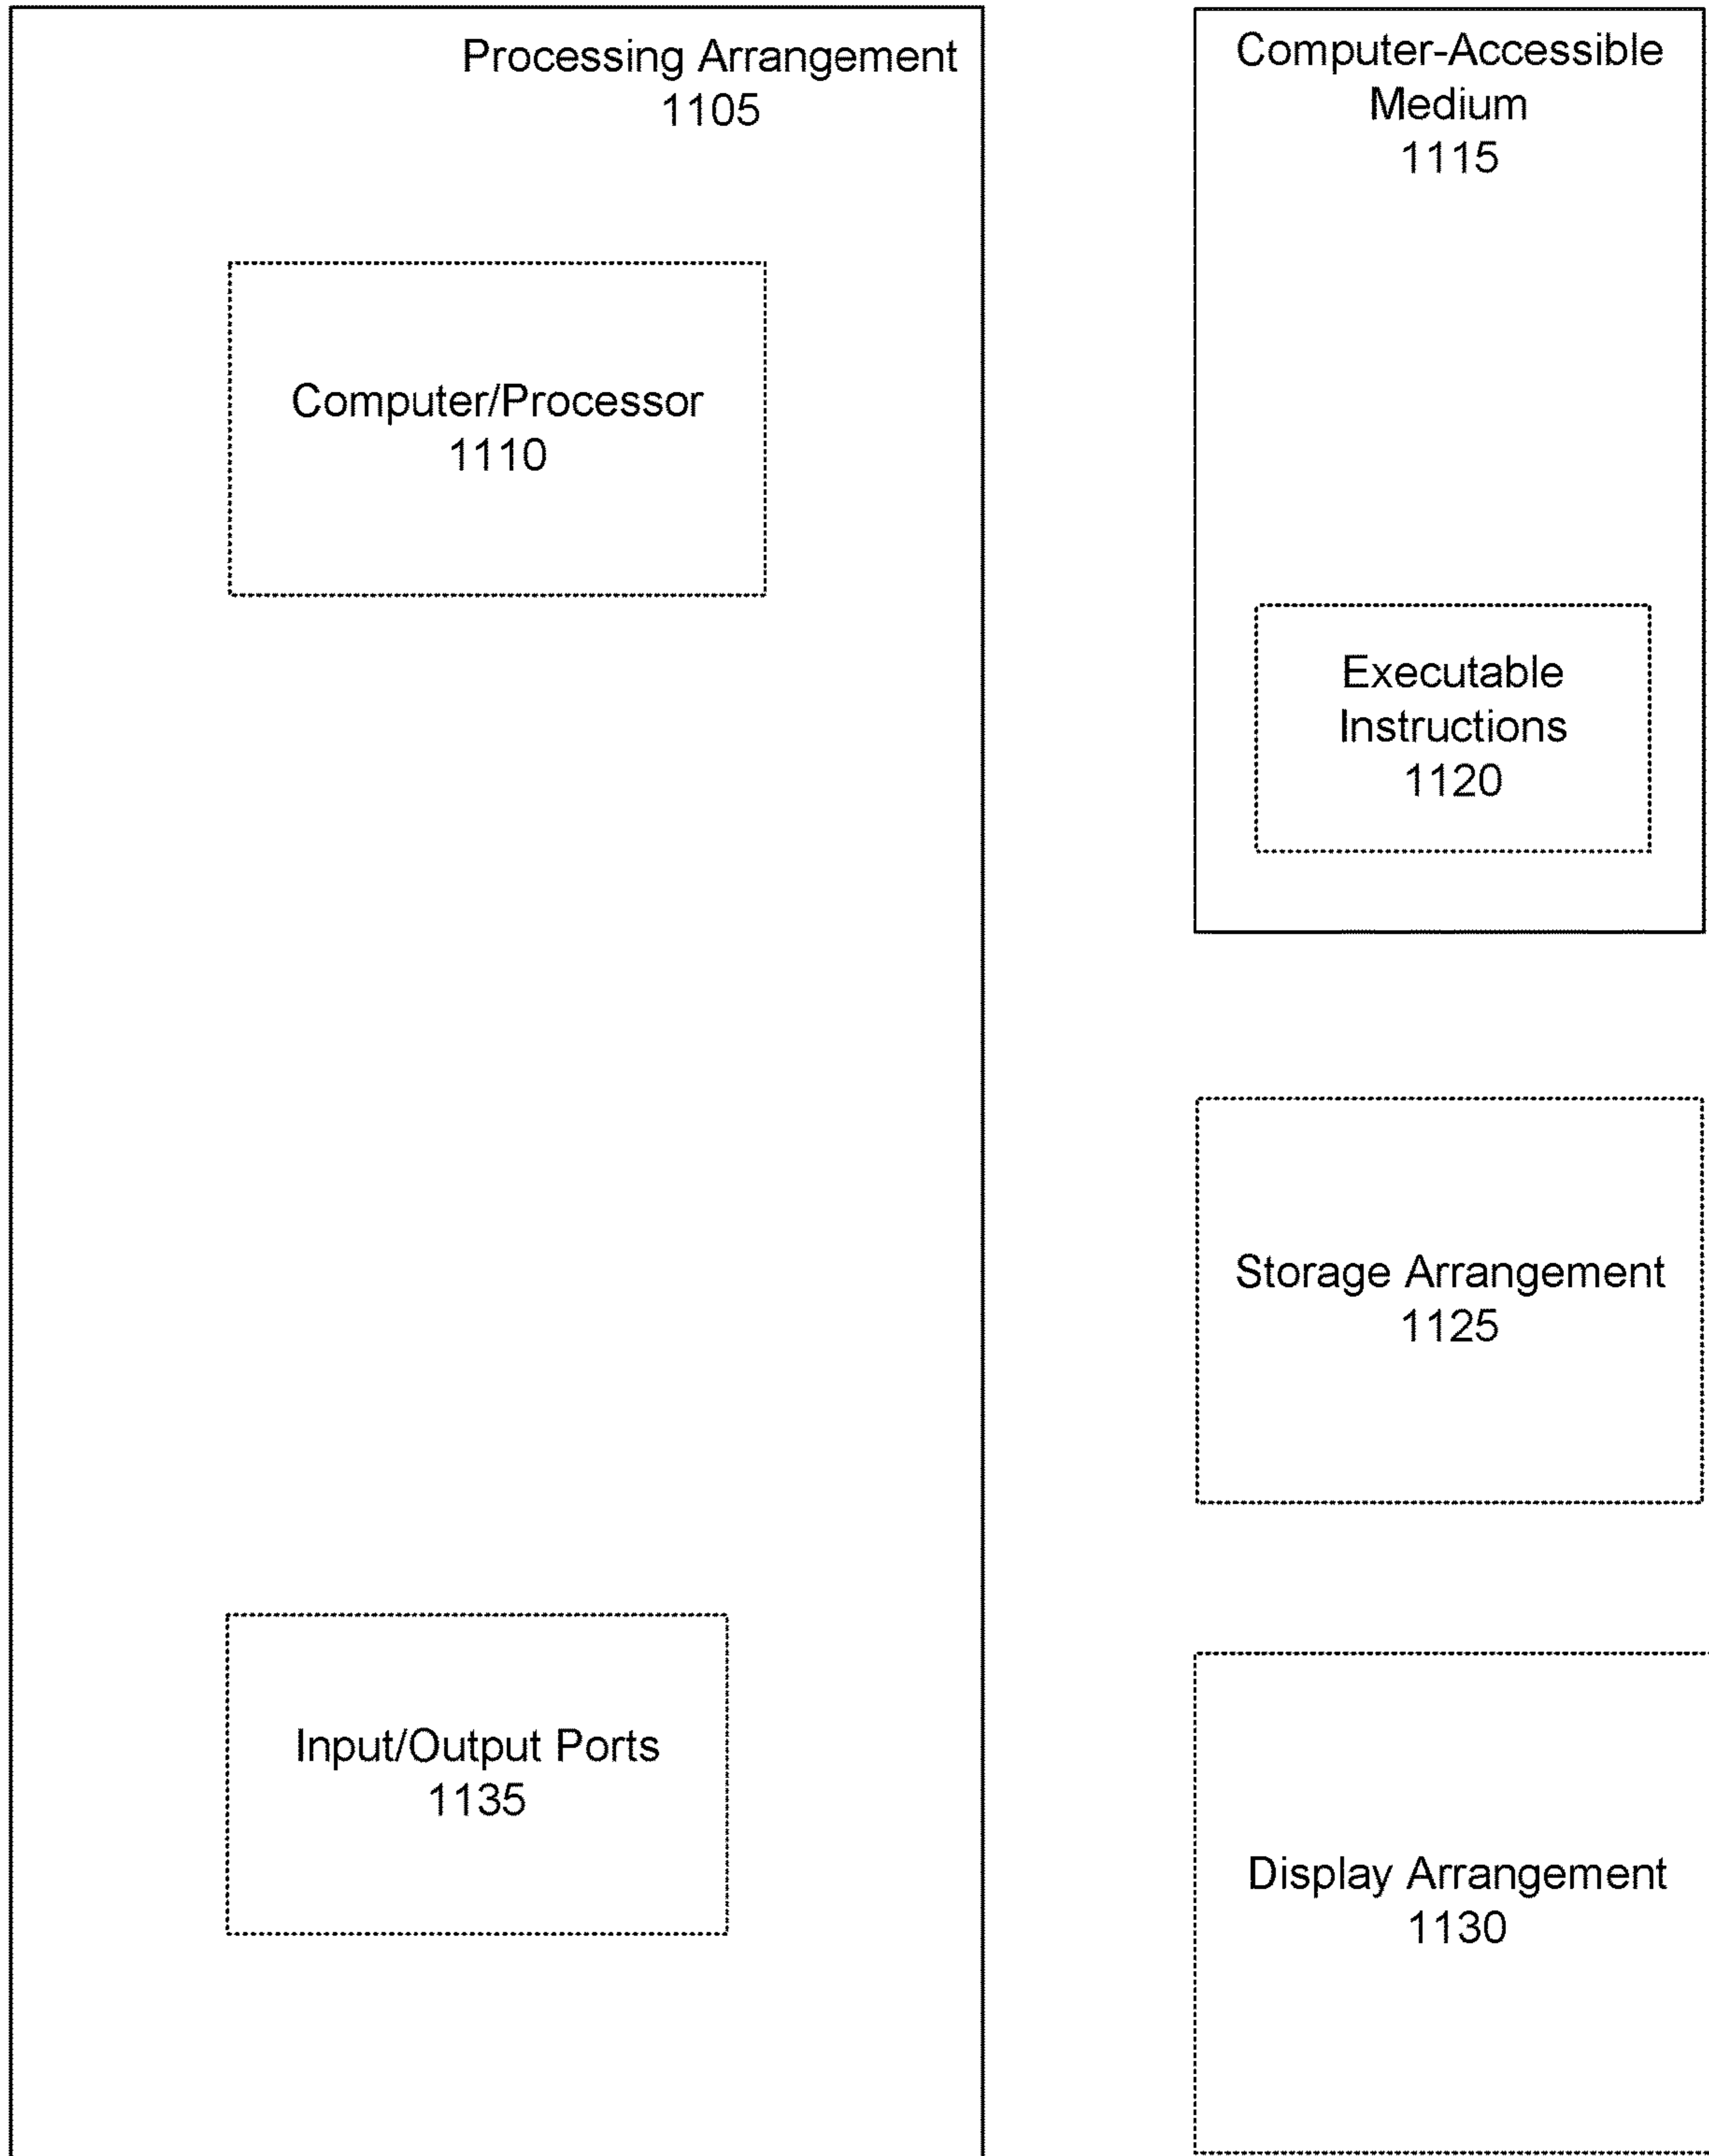 Processing Arrangement
1105
Computer/Processor
1110
Input/Output Ports
1135
Computer-Accessible
Medium
1115
Executable
Instructions
1120
Storage Arrangement
1125
Display Arrangement
1130